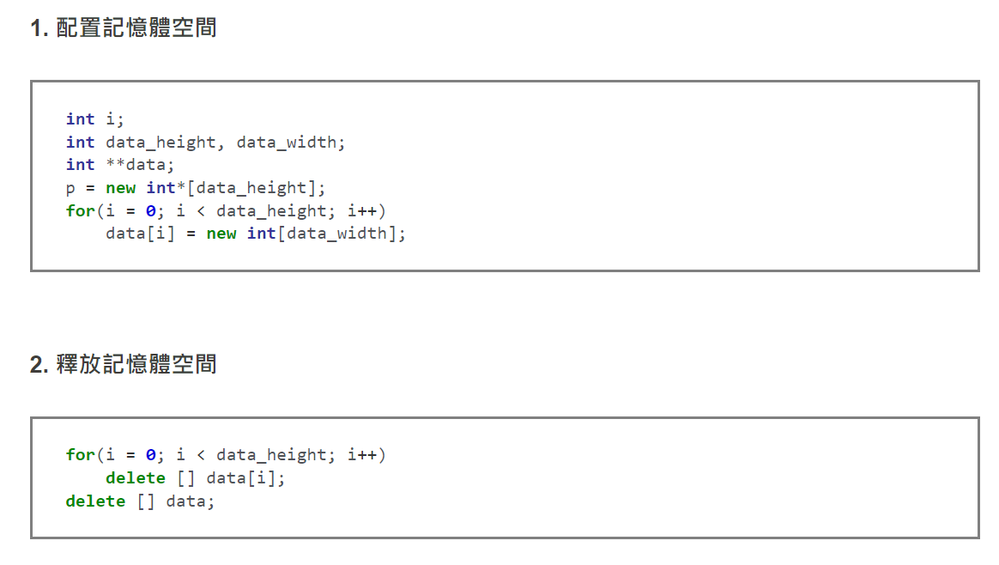 1. 配置記憶體空間
int i;
int data_height, data_width;
int **data;
p = new int*[data_height];
for(i = 0; i < data_height; i++)
    data[i] = new int[data_width];
2. 釋放記憶體空間
for(i = 0; i < data_height; i++)
    delete [] data[i];
delete [] data;